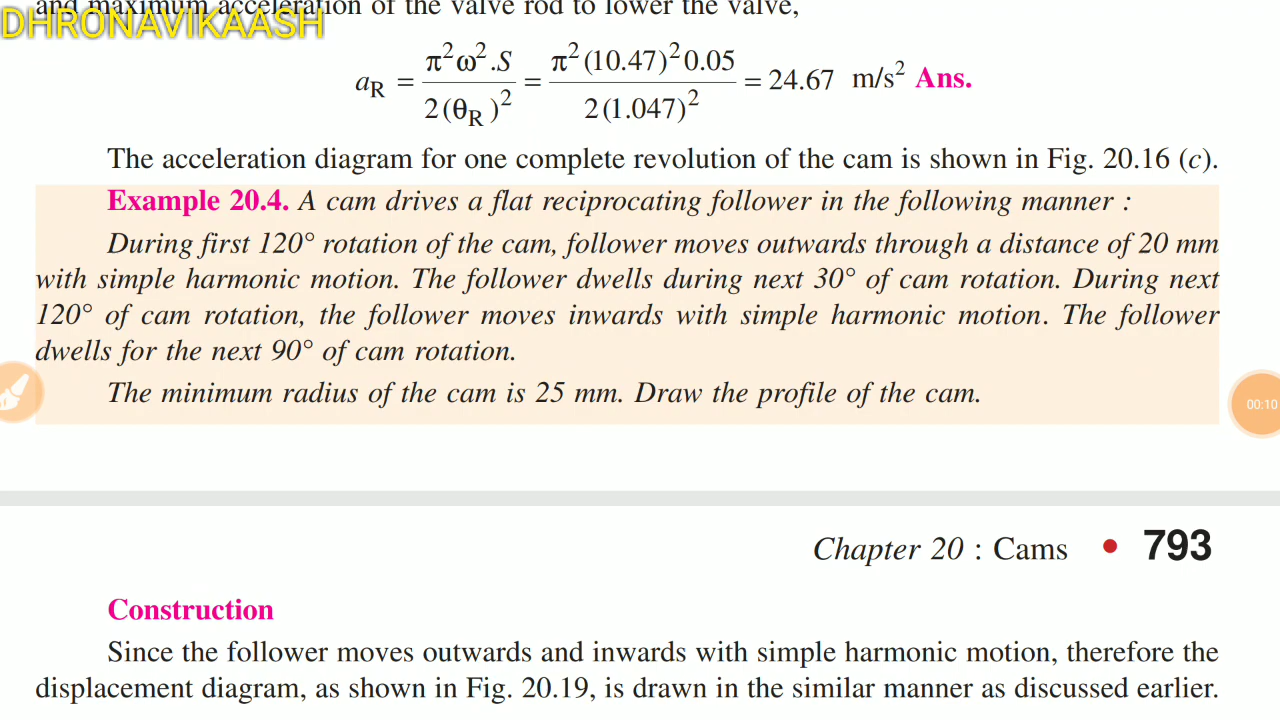 and maximum acceleration of the valve rod to lower the valve,
DHRONAVIKAASH
aR = π²ω².S / 2(θR)² = π²(10.47)²0.05 / 2(1.047)² = 24.67 m/s² Ans.
The acceleration diagram for one complete revolution of the cam is shown in Fig. 20.16 (c).
Example 20.4. A cam drives a flat reciprocating follower in the following manner :
During first 120° rotation of the cam, follower moves outwards through a distance of 20 mm
with simple harmonic motion. The follower dwells during next 30° of cam rotation. During next
120° of cam rotation, the follower moves inwards with simple harmonic motion. The follower
dwells for the next 90° of cam rotation.
The minimum radius of the cam is 25 mm. Draw the profile of the cam.
00:10
Chapter 20 : Cams • 793
Construction
Since the follower moves outwards and inwards with simple harmonic motion, therefore the
displacement diagram, as shown in Fig. 20.19, is drawn in the similar manner as discussed earlier.